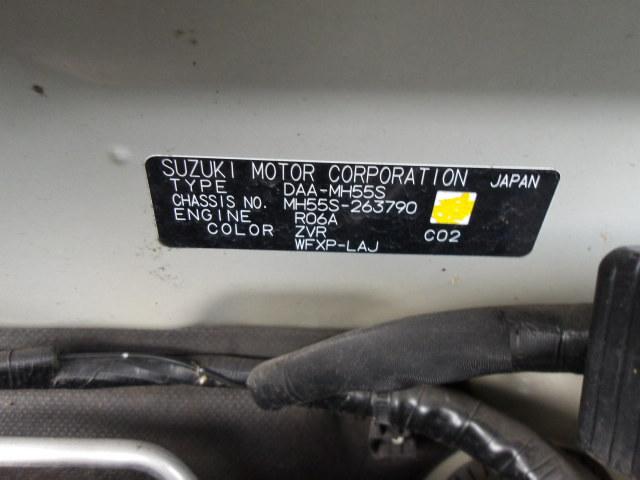 SUZUKI MOTOR CORPORATION JAPAN
TYPE DAA-MH55S
CHASSIS NO. MH55S-263790
ENGINE R06A
COLOR ZVR C02
WFXP-LAJ